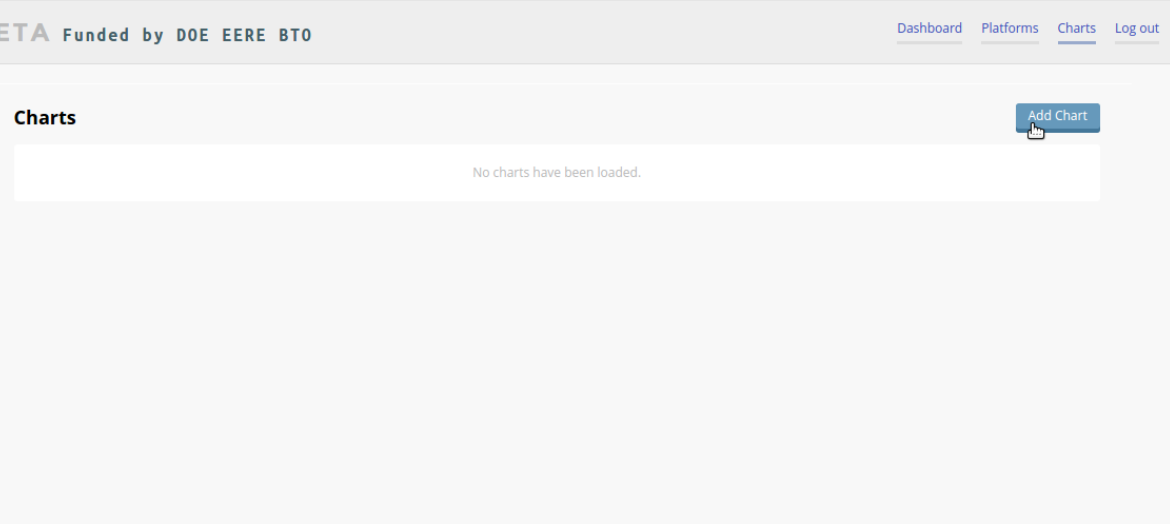 ETA Funded by DOE EERE BTO
Dashboard Platforms Charts Log out
Charts
Add Chart
No charts have been loaded.